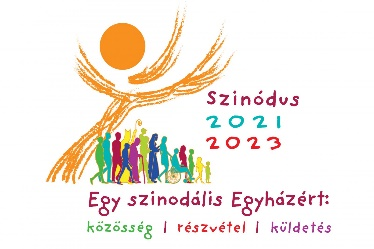 Szinódus
2021
2023
Egy szinodális Egyházért:
közösség | részvétel | küldetés